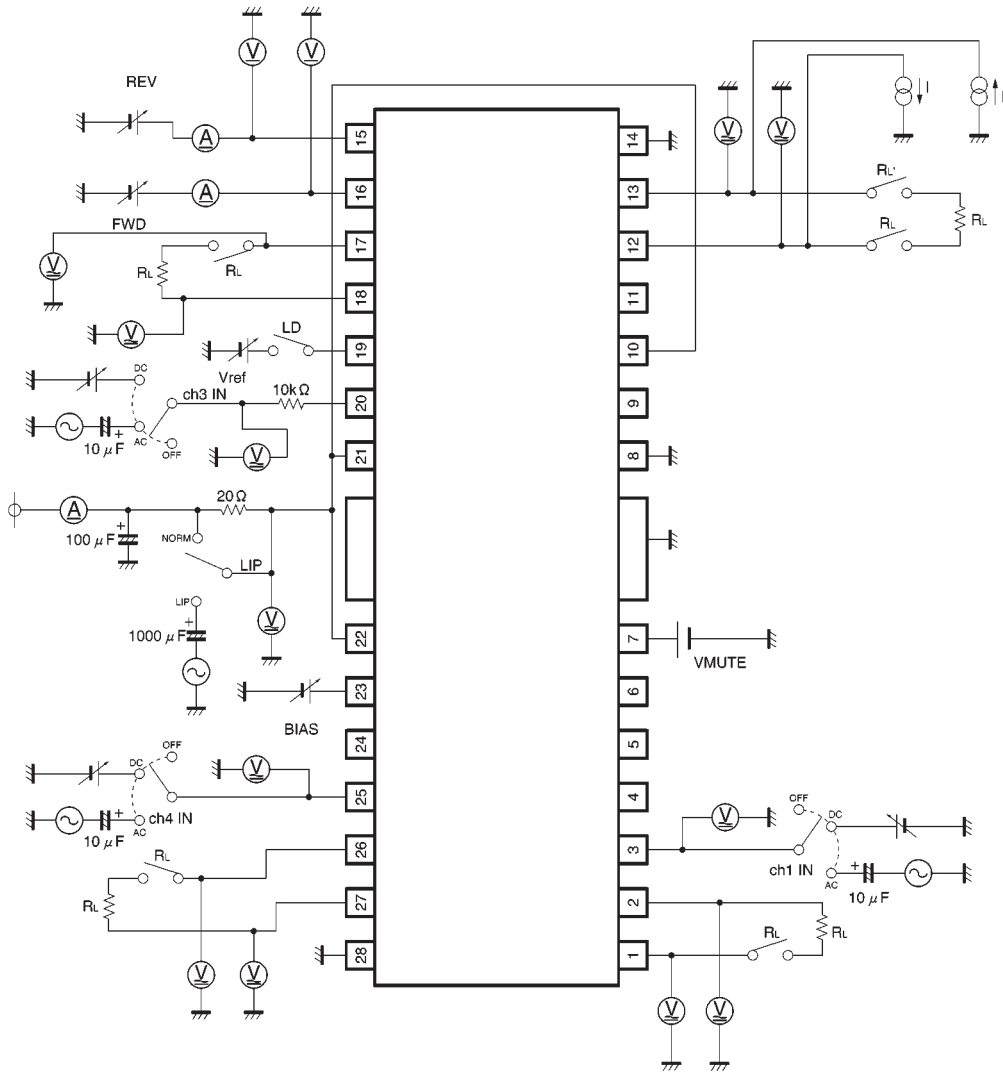 V
V
REV
A
15
14
I
I
V
V
A
16
13
RL'
FWD
17
12
RL
V
RL
RL
RL
18
11
V
LD
19
10
Vref
DC
ch3 IN
10kΩ
20
9
AC
OFF
10 μF
+
V
21
8
A
20Ω
+
100 μF
NORM
LIP
LIP
+
1000 μF
V
22
7
VMUTE
23
6
BIAS
OFF
24
5
DC
V
25
4
+
ch4 IN
AC
10 μF
V
OFF
DC
26
3
ch1 IN
RL
+
AC
10 μF
RL
27
2
RL
RL
28
1
V
V
V
V